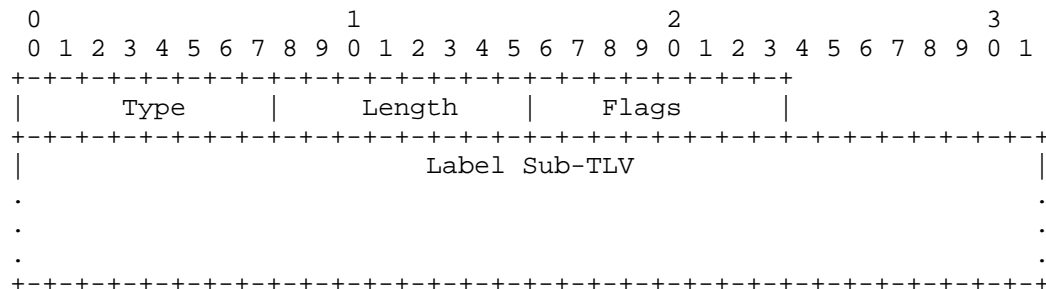 0                   1                   2                   3
 0 1 2 3 4 5 6 7 8 9 0 1 2 3 4 5 6 7 8 9 0 1 2 3 4 5 6 7 8 9 0 1
+-+-+-+-+-+-+-+-+-+-+-+-+-+-+-+-+-+-+-+-+-+-+-+-+
|      Type     |     Length    |    Flags      |
+-+-+-+-+-+-+-+-+-+-+-+-+-+-+-+-+-+-+-+-+-+-+-+-+-+-+-+-+-+-+-+-+
|                         Label Sub-TLV                         |
.                                                               .
.                                                               .
.                                                               .
+-+-+-+-+-+-+-+-+-+-+-+-+-+-+-+-+-+-+-+-+-+-+-+-+-+-+-+-+-+-+-+-+